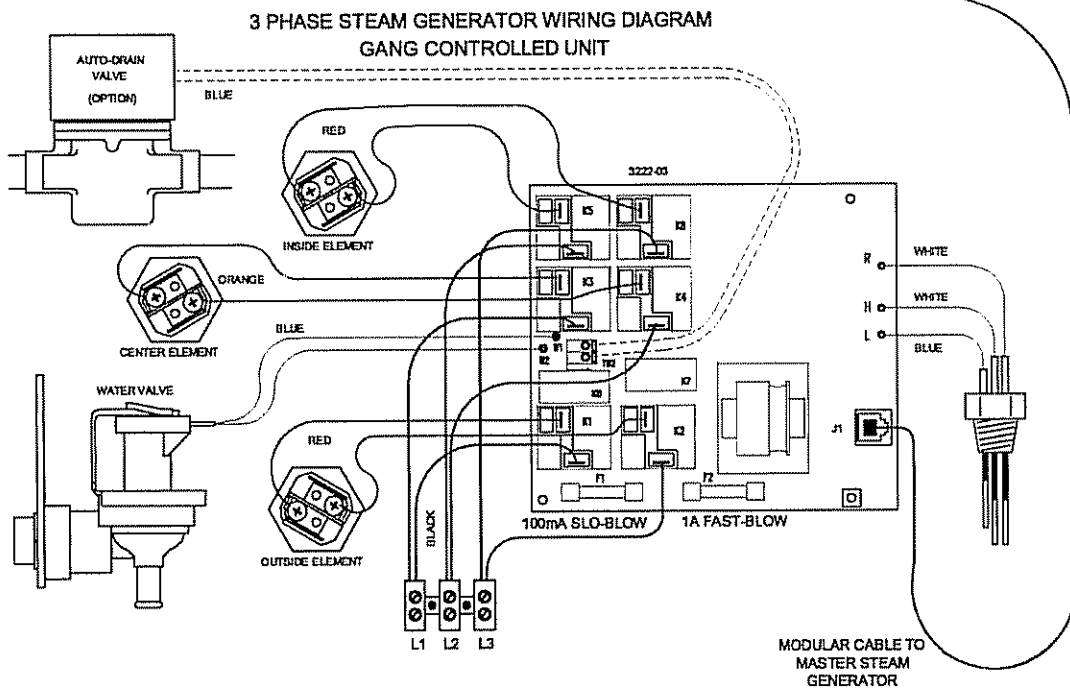 3 PHASE STEAM GENERATOR WIRING DIAGRAM
GANG CONTROLLED UNIT
AUTO-DRAIN
VALVE
(OPTION)
BLUE
RED
INSIDE ELEMENT
3222-03
K5
K6
ORANGE
K3
K4
CENTER ELEMENT
BLUE
R
WHITE
H
WHITE
L
BLUE
WATER VALVE
K7
RED
K1
K2
J1
F1
F2
BLACK
100mA SLO-BLOW
1A FAST-BLOW
OUTSIDE ELEMENT
L1
L2
L3
MODULAR CABLE TO
MASTER STEAM
GENERATOR